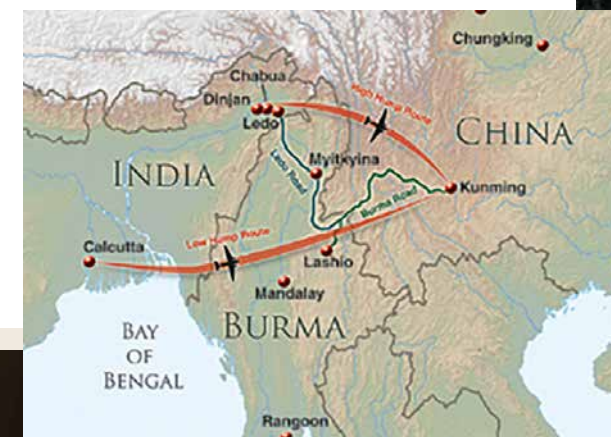 Chungking
Chabua
Dinjan
Ledo
High Hump Route
CHINA
Myitkyina
INDIA
Ledo Road
Burma Road
Kunming
Low Hump Route
Calcutta
Lashio
Mandalay
BAY
OF
BENGAL
BURMA
Rangoon